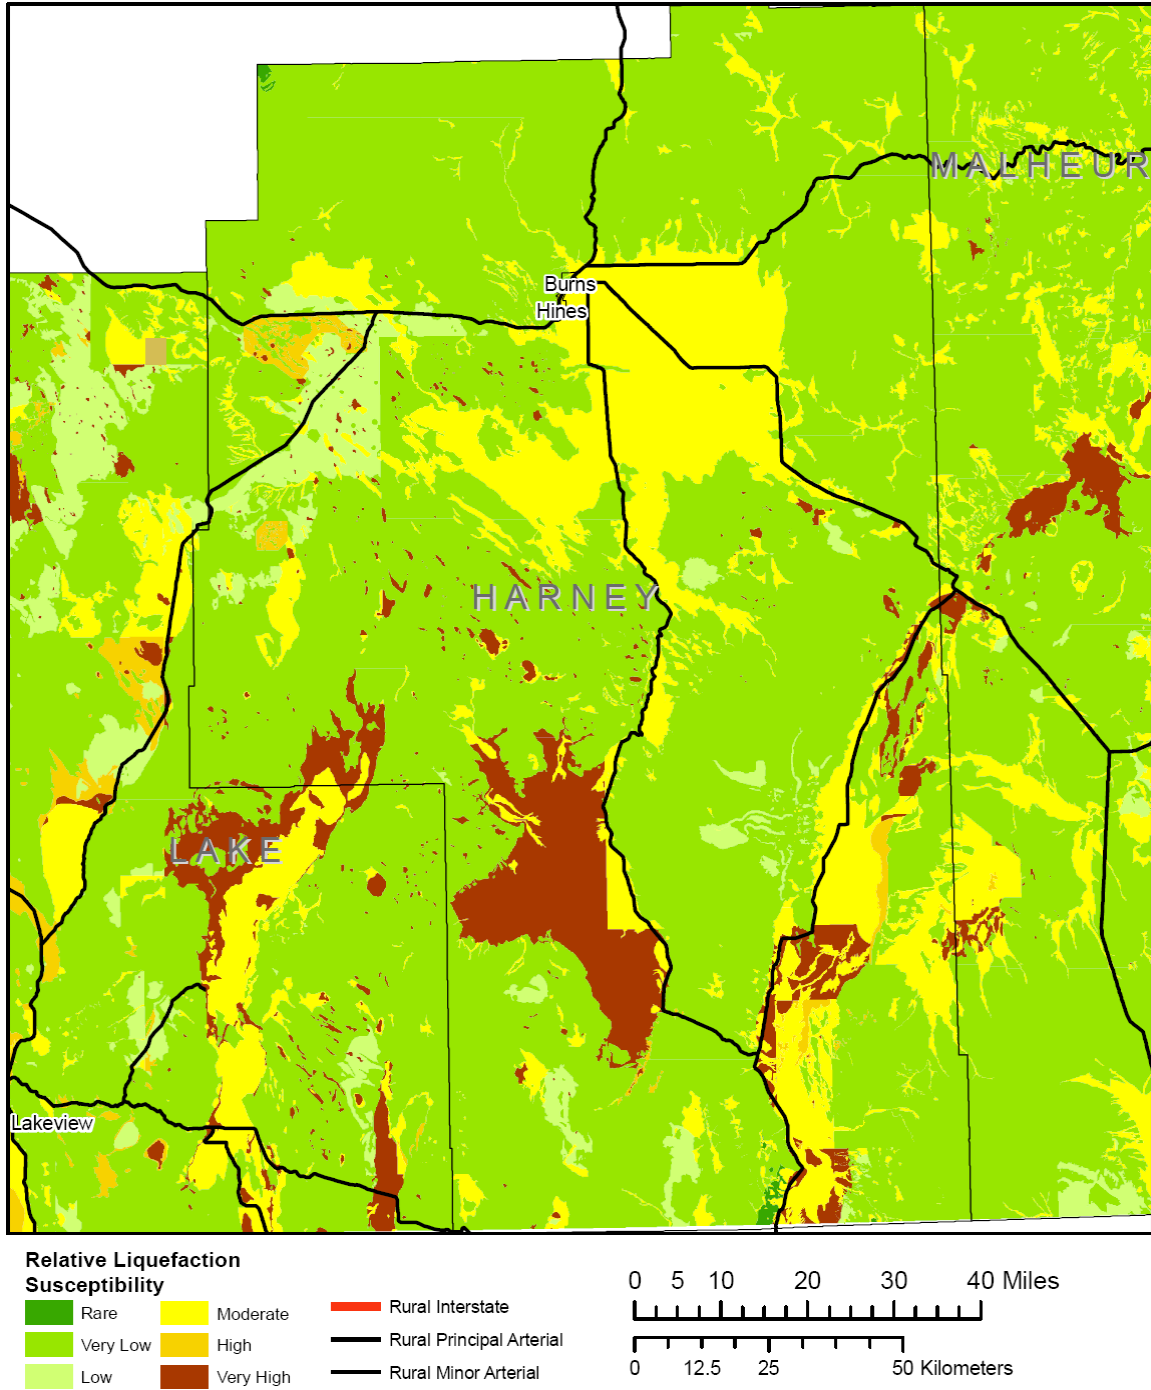 MALHEUR
Burns
Hines
HARNEY
LAKE
Lakeview
Relative Liquefaction
Susceptibility
Rare
Very Low
Low
Moderate
High
Very High
Rural Interstate
Rural Principal Arterial
Rural Minor Arterial
0 5 10 20 30 40 Miles
0 12.5 25 50 Kilometers